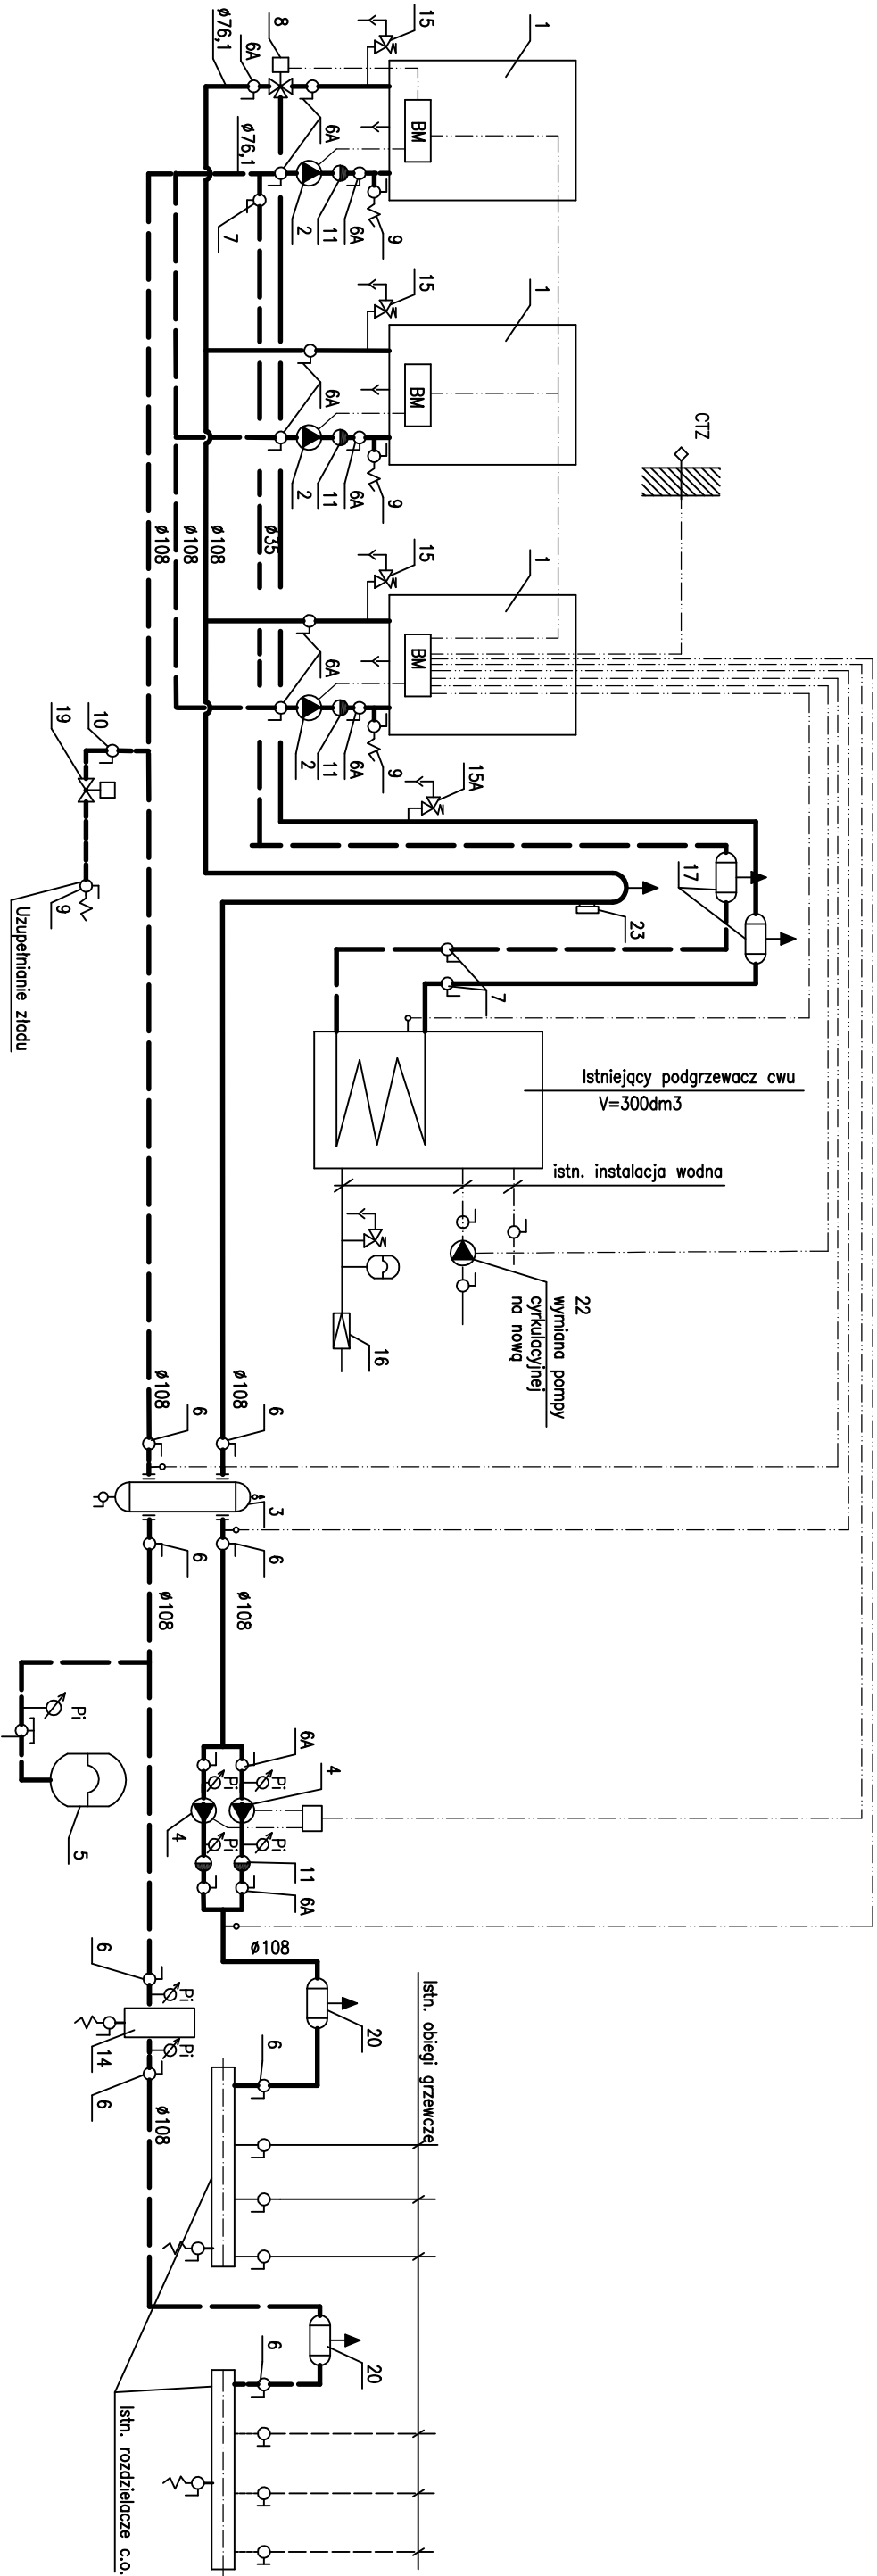 1
15
8
6A
ø76,1
BM
6A
ø76,1
2
11
6A
9
7
1
15
BM
6A
2
11
6A
9
CTZ
ø108
ø108
ø108
ø35
1
15
BM
6A
2
11
6A
9
15A
10
19
9
Uzupełnianie zładu
17
23
7
Istniejący podgrzewacz cwu
V=300dm3
istn. instalacja wodna
22
wymiana pompy
cyrkulacyjnej
na nową
16
ø108
ø108
6
6
3
6
6
ø108
ø108
Pi
5
6A
4
Pi
Pi
4
Pi
Pi
11
6A
ø108
6
Pi
14
Pi
6
ø108
20
6
Istn. obiegi grzewcze
20
6
Istn. rozdzielacze c.o.